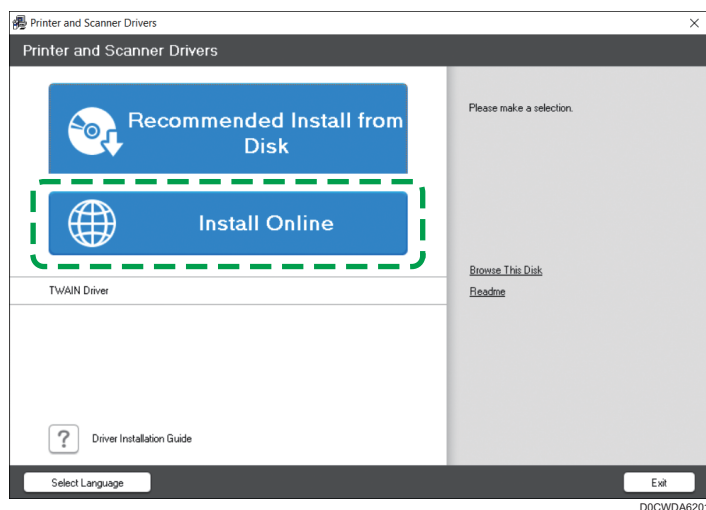 Printer and Scanner Drivers
Printer and Scanner Drivers
Recommended Install from
Disk
Please make a selection.
Install Online
Browse This Disk
TWAIN Driver
Readme
?
Driver Installation Guide
Select Language
Exit
D0CWDA6201